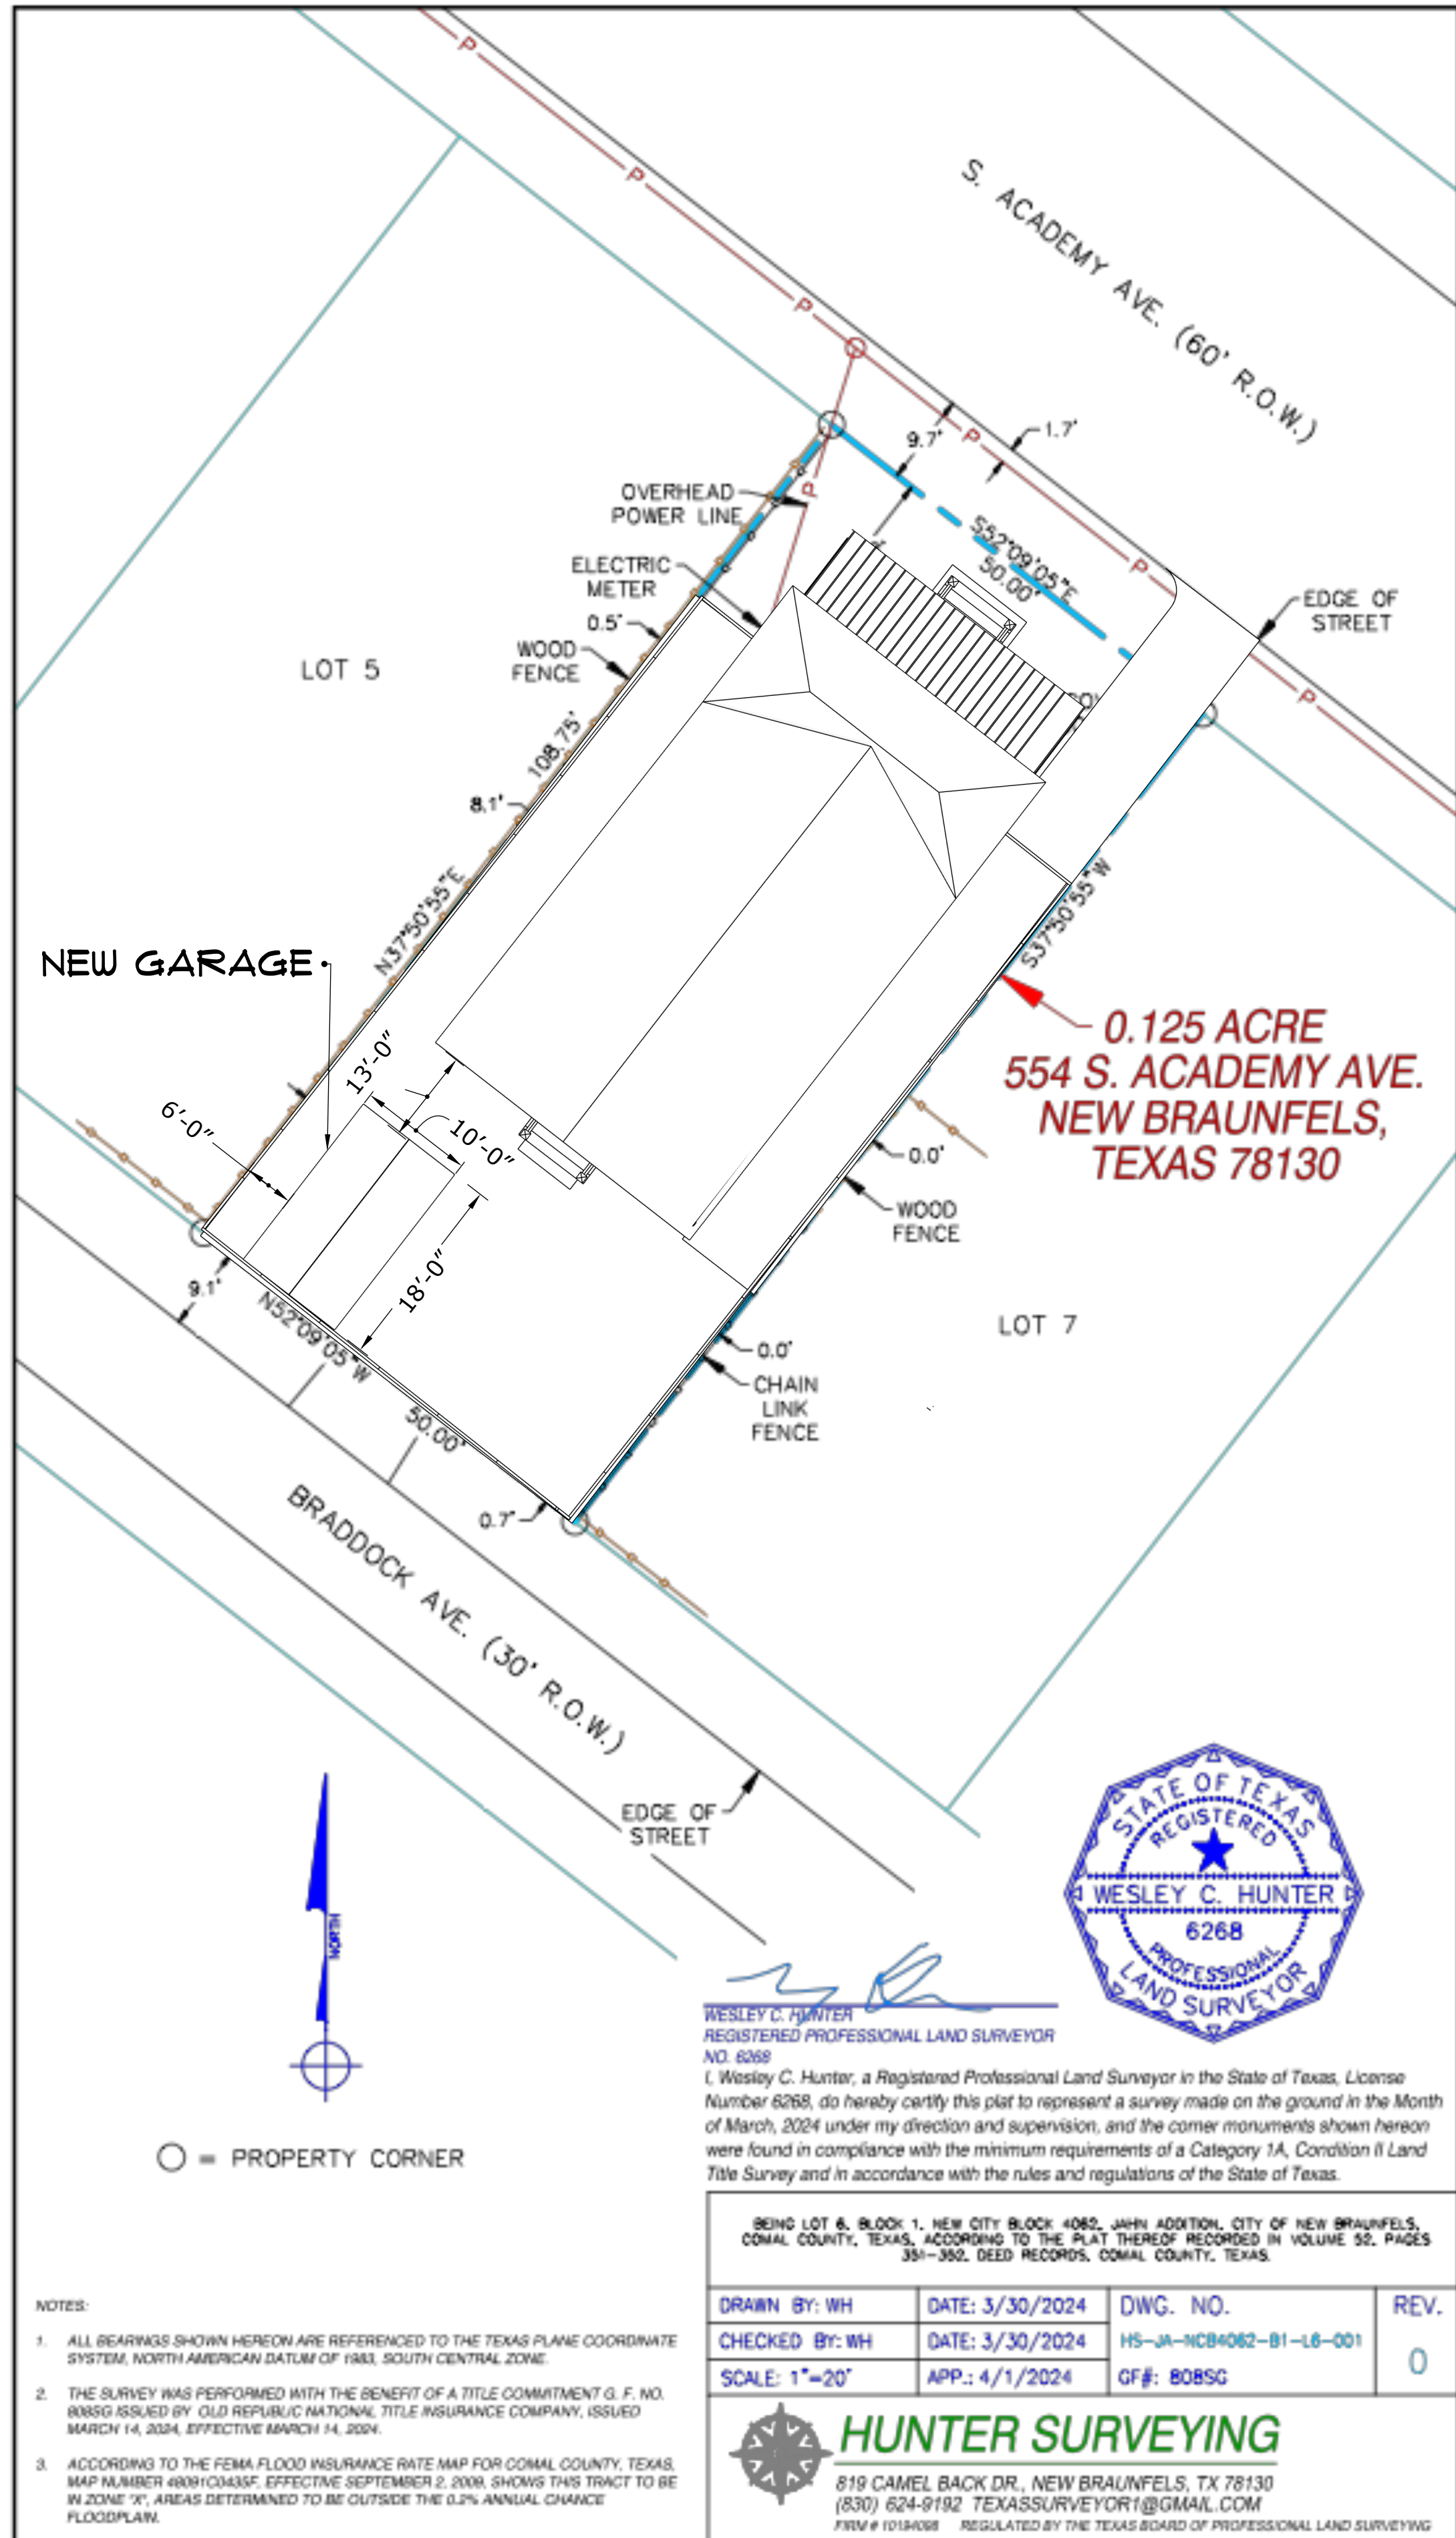 P
P
S. ACADEMY AVE. (60' R.O.W.)
P
9.7'
P
1.7'
OVERHEAD
POWER LINE
P
S52°09'05"E
50.00'
P
ELECTRIC
METER
EDGE OF
STREET
0.5'
WOOD
FENCE
LOT 5
P
108.75'
8.1'
N37°50'55"E
S37°50'55"W
NEW GARAGE
0.125 ACRE
554 S. ACADEMY AVE.
NEW BRAUNFELS,
TEXAS 78130
13'-0"
6'-0"
10'-0"
0.0'
WOOD
FENCE
18'-0"
9.1'
N52°09'05"W
50.00'
LOT 7
0.0'
CHAIN
LINK
FENCE
0.7'
BRADDOCK AVE. (30' R.O.W.)
EDGE OF
STREET
NORTH
STATE OF TEXAS
REGISTERED
WESLEY C. HUNTER
6268
PROFESSIONAL
LAND SURVEYOR
WESLEY C. HUNTER
REGISTERED PROFESSIONAL LAND SURVEYOR
NO. 6268
I, Wesley C. Hunter, a Registered Professional Land Surveyor in the State of Texas, License
Number 6268, do hereby certify this plat to represent a survey made on the ground in the Month
of March, 2024 under my direction and supervision, and the corner monuments shown hereon
were found in compliance with the minimum requirements of a Category 1A, Condition II Land
Title Survey and in accordance with the rules and regulations of the State of Texas.
= PROPERTY CORNER
BEING LOT 6, BLOCK 1, NEW CITY BLOCK 4062, JAHN ADDITION, CITY OF NEW BRAUNFELS,
COMAL COUNTY, TEXAS, ACCORDING TO THE PLAT THEREOF RECORDED IN VOLUME 52, PAGES
351-352, DEED RECORDS, COMAL COUNTY, TEXAS.
DRAWN BY: WH
DATE: 3/30/2024
DWG. NO.
REV.
CHECKED BY: WH
DATE: 3/30/2024
HS-JA-NCB4062-B1-L6-001
0
SCALE: 1"=20'
APP.: 4/1/2024
GF#: 808SG
HUNTER SURVEYING
819 CAMEL BACK DR., NEW BRAUNFELS, TX 78130
(830) 624-9192 TEXASSURVEYOR1@GMAIL.COM
FIRM # 10194098 REGULATED BY THE TEXAS BOARD OF PROFESSIONAL LAND SURVEYING
NOTES:
1. ALL BEARINGS SHOWN HEREON ARE REFERENCED TO THE TEXAS PLANE COORDINATE
SYSTEM, NORTH AMERICAN DATUM OF 1983, SOUTH CENTRAL ZONE.
2. THE SURVEY WAS PERFORMED WITH THE BENEFIT OF A TITLE COMMITMENT G. F. NO.
808SG ISSUED BY OLD REPUBLIC NATIONAL TITLE INSURANCE COMPANY, ISSUED
MARCH 14, 2024, EFFECTIVE MARCH 14, 2024.
3. ACCORDING TO THE FEMA FLOOD INSURANCE RATE MAP FOR COMAL COUNTY, TEXAS,
MAP NUMBER 48091C0435F, EFFECTIVE SEPTEMBER 2, 2009, SHOWS THIS TRACT TO BE
IN ZONE "X", AREAS DETERMINED TO BE OUTSIDE THE 0.2% ANNUAL CHANCE
FLOODPLAIN.